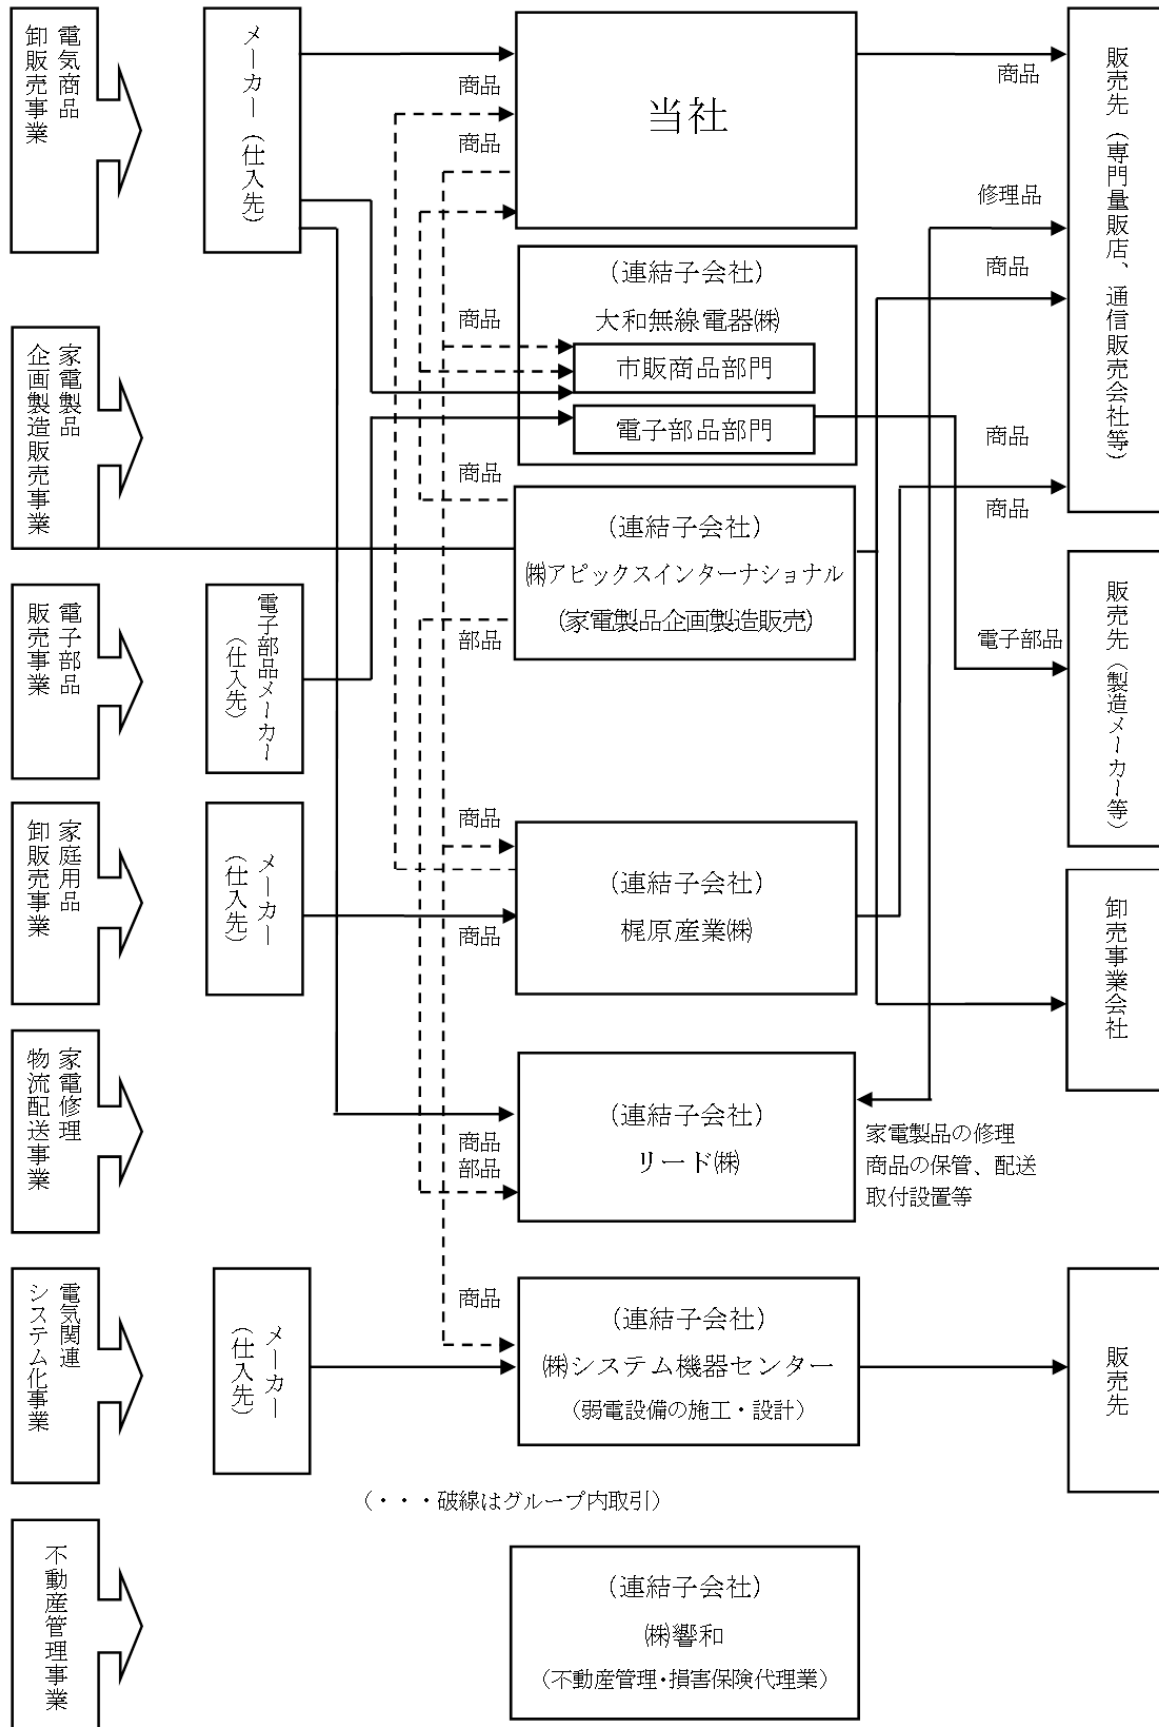 電気商品
卸販売事業
メーカー（仕入先）
商品
商品
当社
商品
販売先（専門量販店、通信販売会社等）
修理品
商品
（連結子会社）
大和無線電器㈱
商品
市販商品部門
電子部品部門
家電製品
企画製造販売事業
商品
商品
商品
（連結子会社）
㈱アピックスインターナショナル
(家電製品企画製造販売)
部品
電子部品
販売事業
電子部品メーカー
（仕入先）
電子部品
販売先（製造メーカー等）
家庭用品
卸販売事業
メーカー
（仕入先）
商品
商品
（連結子会社）
梶原産業㈱
卸売事業会社
家電修理
物流配送事業
商品
部品
（連結子会社）
リード㈱
家電製品の修理
商品の保管、配送
取付設置等
電気関連
システム化事業
メーカー
（仕入先）
商品
（連結子会社）
㈱システム機器センター
（弱電設備の施工・設計）
販売先
（・・・破線はグループ内取引）
不動産管理事業
（連結子会社）
㈱響和
（不動産管理・損害保険代理業）